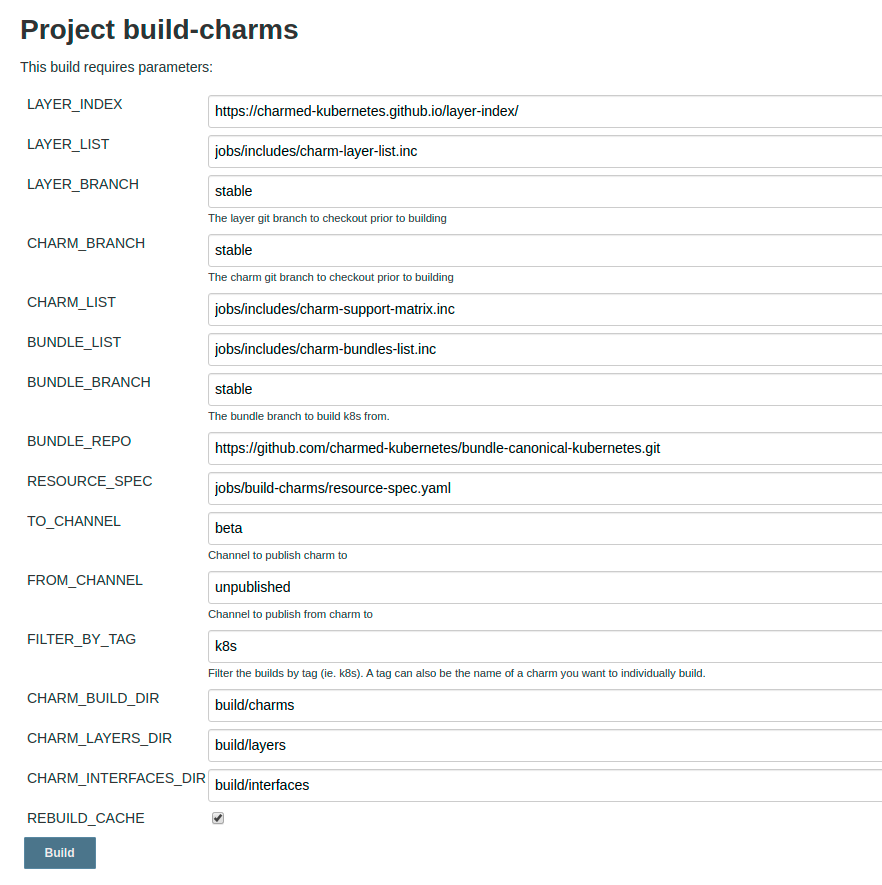 Project build-charms
This build requires parameters:
LAYER_INDEX
https://charmed-kubernetes.github.io/layer-index/
LAYER_LIST
jobs/includes/charm-layer-list.inc
LAYER_BRANCH
stable
The layer git branch to checkout prior to building
CHARM_BRANCH
stable
The charm git branch to checkout prior to building
CHARM_LIST
jobs/includes/charm-support-matrix.inc
BUNDLE_LIST
jobs/includes/charm-bundles-list.inc
BUNDLE_BRANCH
stable
The bundle branch to build k8s from.
BUNDLE_REPO
https://github.com/charmed-kubernetes/bundle-canonical-kubernetes.git
RESOURCE_SPEC
jobs/build-charms/resource-spec.yaml
TO_CHANNEL
beta
Channel to publish charm to
FROM_CHANNEL
unpublished
Channel to publish from charm to
FILTER_BY_TAG
k8s
Filter the builds by tag (ie. k8s). A tag can also be the name of a charm you want to individually build.
CHARM_BUILD_DIR
build/charms
CHARM_LAYERS_DIR
build/layers
CHARM_INTERFACES_DIR
build/interfaces
REBUILD_CACHE
Build